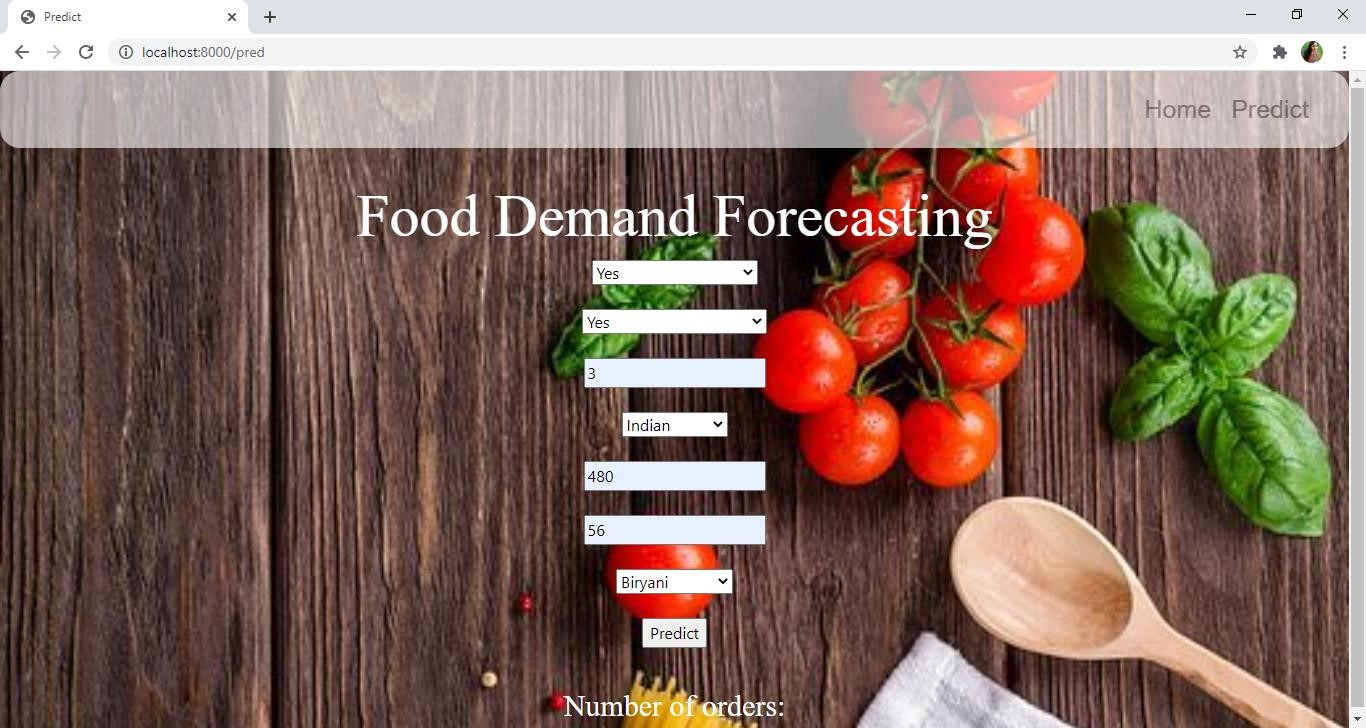 Predict
localhost:8000/pred
Home Predict
Food Demand Forecasting
Yes
Yes
3
Indian
480
56
Biryani
Predict
Number of orders: